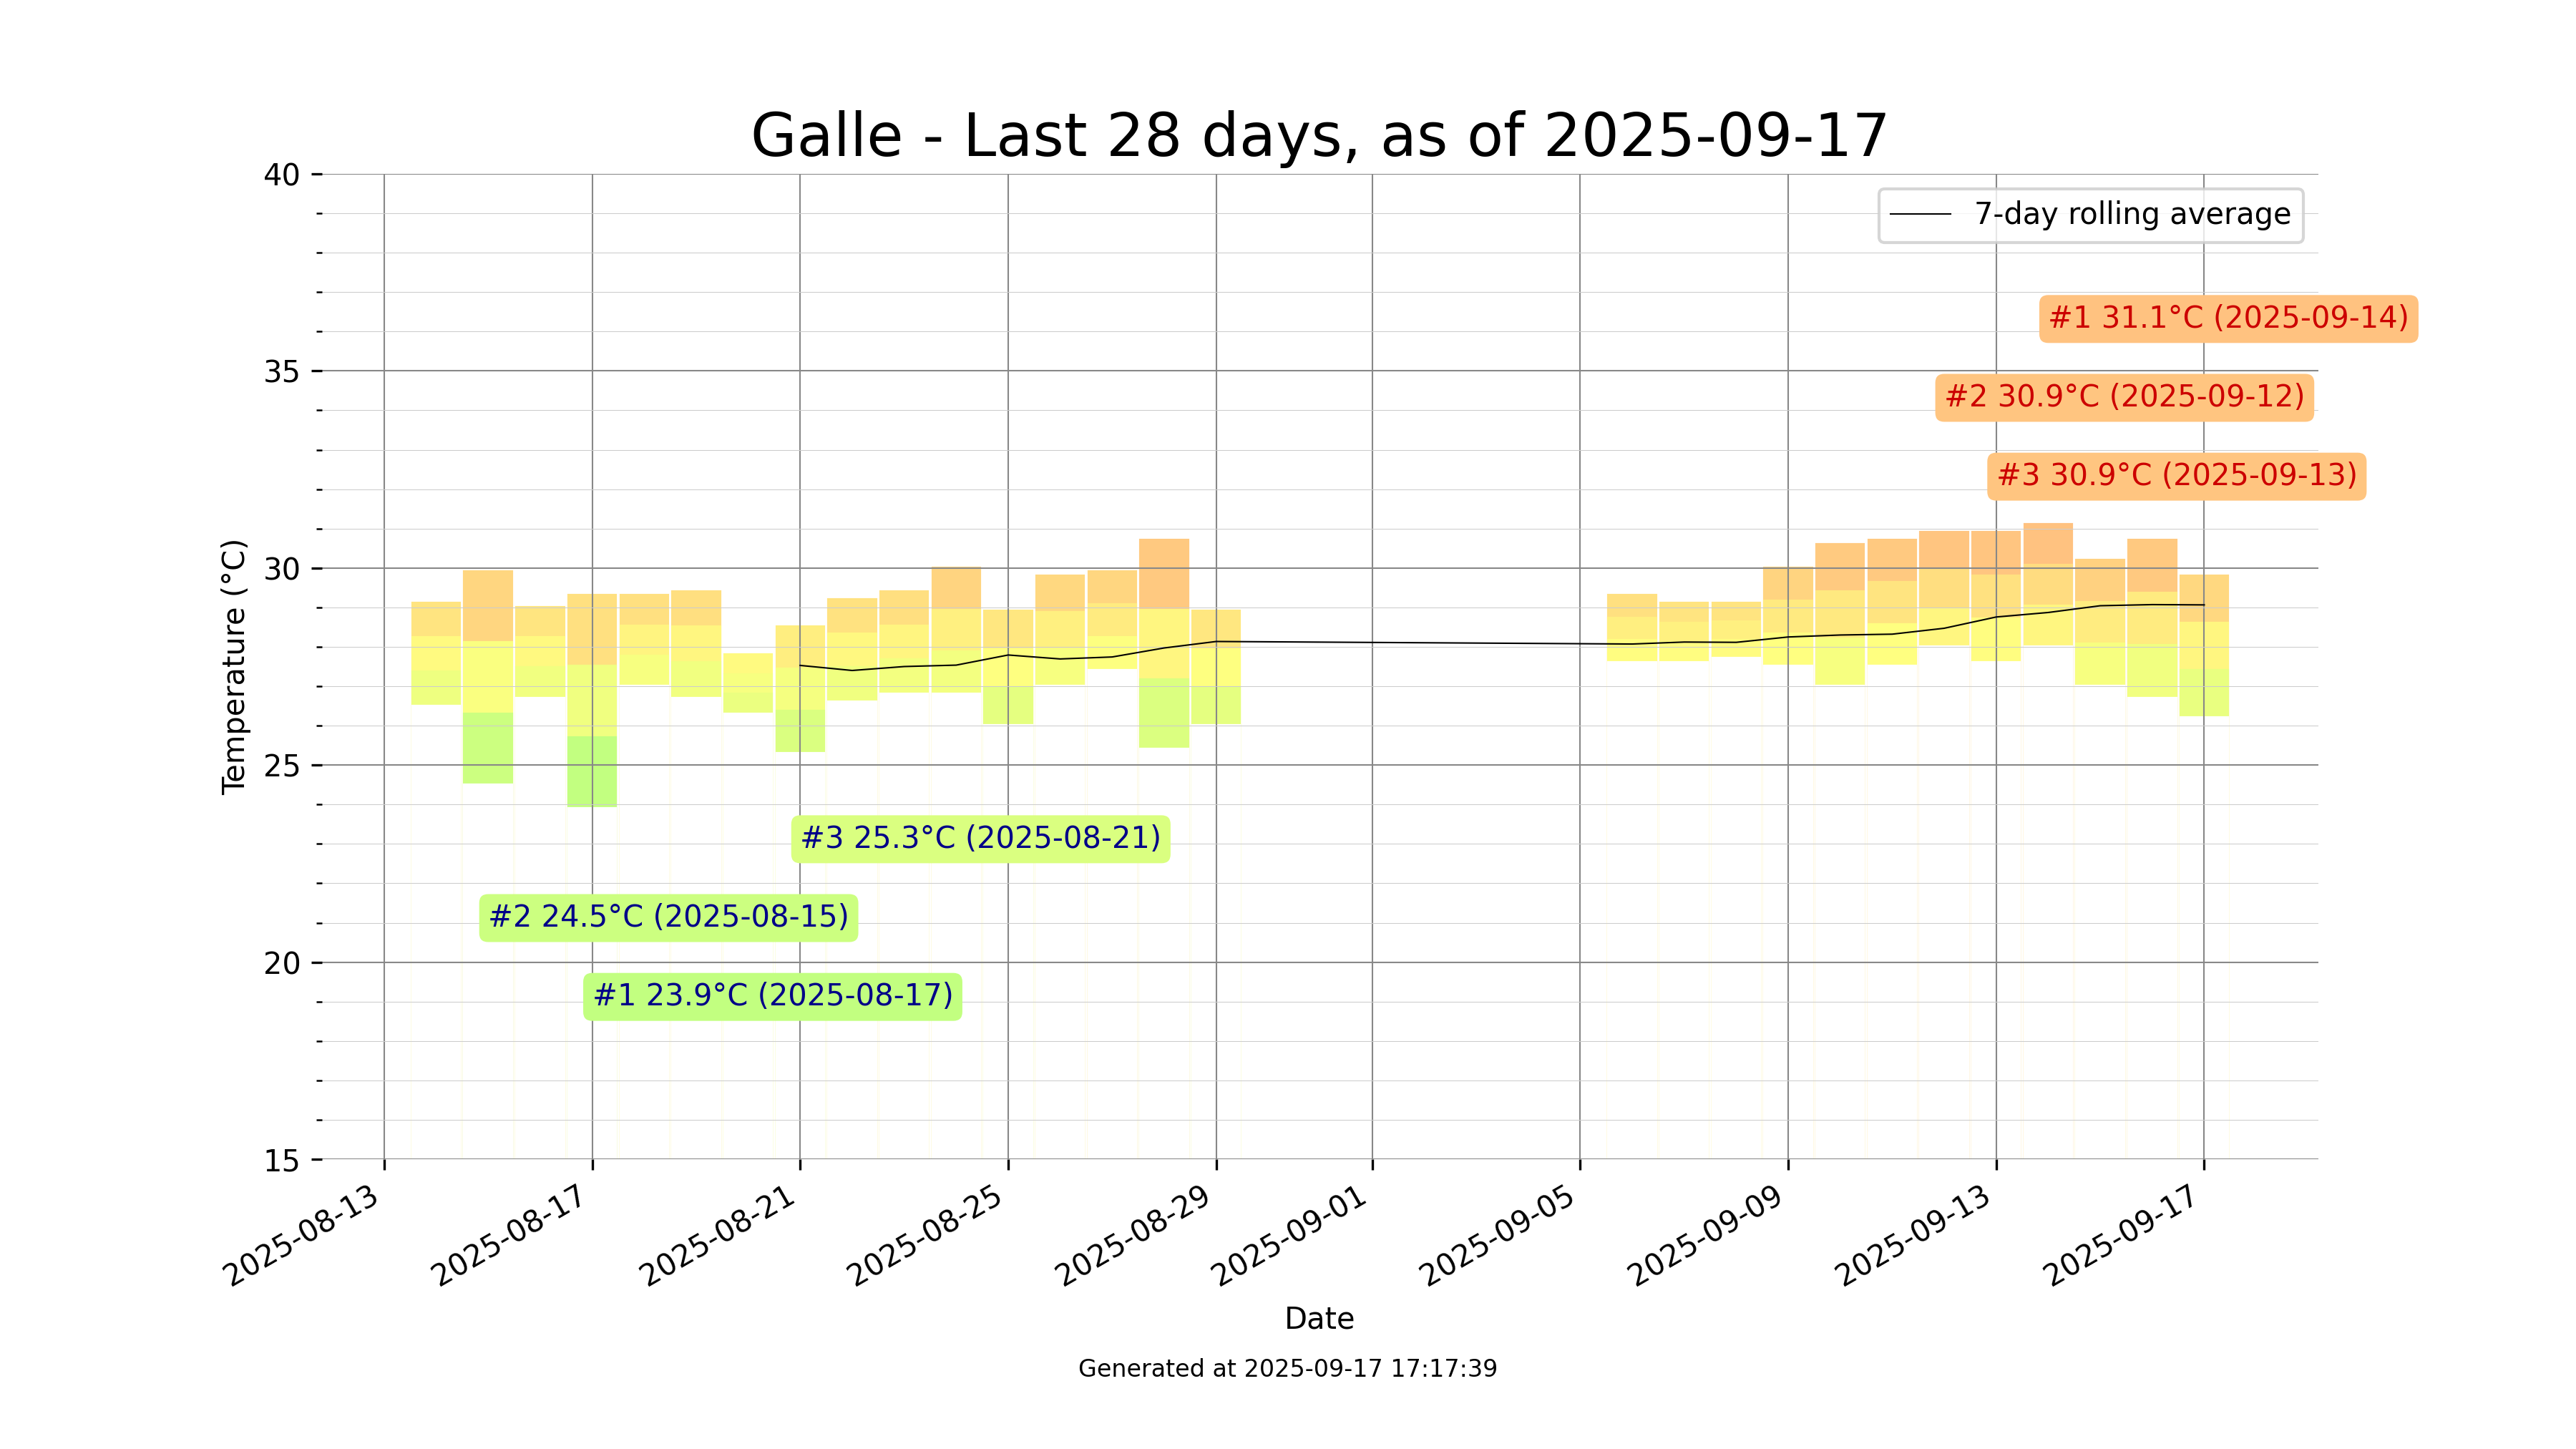 Galle - Last 28 days, as of 2025-09-17
7-day rolling average
40
35
30
25
20
15
Temperature (°C)
#1 31.1°C (2025-09-14)
#2 30.9°C (2025-09-12)
#3 30.9°C (2025-09-13)
#3 25.3°C (2025-08-21)
#2 24.5°C (2025-08-15)
#1 23.9°C (2025-08-17)
2025-08-13
2025-08-17
2025-08-21
2025-08-25
2025-08-29
2025-09-01
2025-09-05
2025-09-09
2025-09-13
2025-09-17
Date
Generated at 2025-09-17 17:17:39